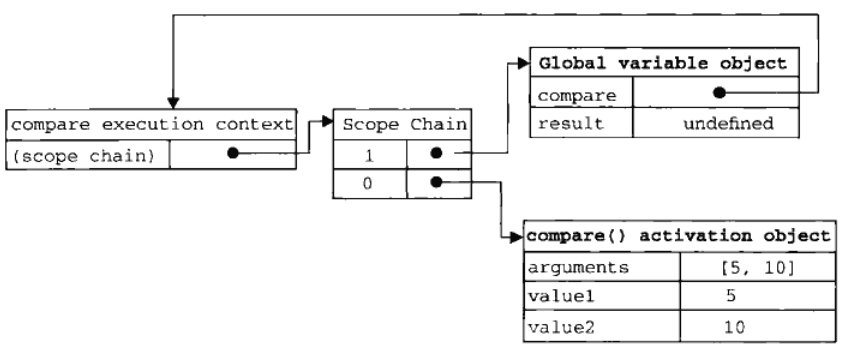 Global variable object
compare
result undefined
compare execution context
(scope chain)
Scope Chain
1
0
compare() activation object
arguments [5, 10]
value1 5
value2 10